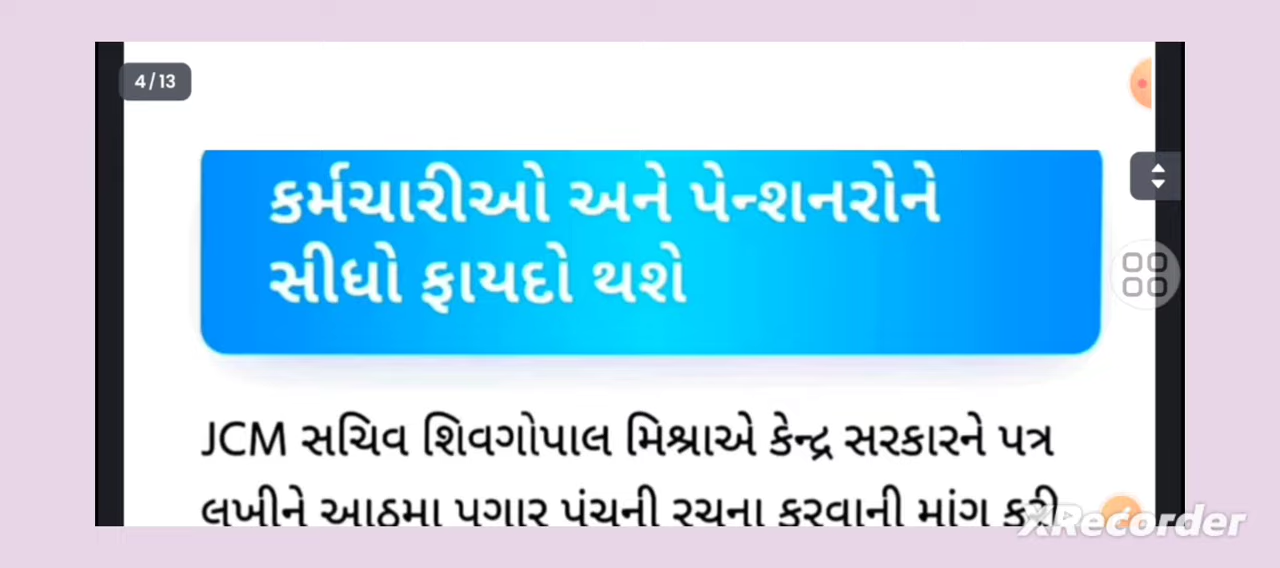 4/13
કર્મચારીઓ અને પેન્શનરોને
સીધો ફાયદો થશે
JCM સચિવ શિવગોપાલ મિશ્રાએ કેન્દ્ર સરકારને પત્ર
લખીને આઠમા પગાર પંચની રચના કરવાની માંગ કરી
XRecorder